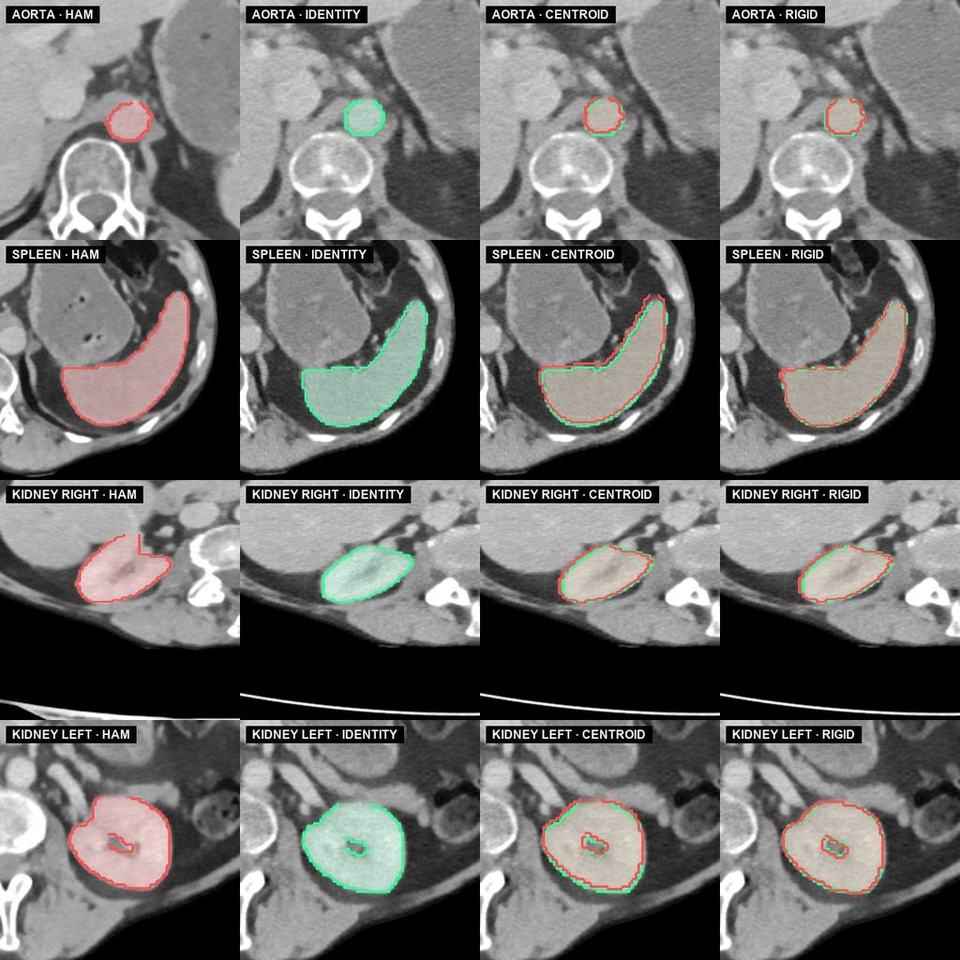 AORTA · HAM
AORTA · IDENTITY
AORTA · CENTROID
AORTA · RIGID
SPLEEN · HAM
SPLEEN · IDENTITY
SPLEEN · CENTROID
SPLEEN · RIGID
KIDNEY RIGHT · HAM
KIDNEY RIGHT · IDENTITY
KIDNEY RIGHT · CENTROID
KIDNEY RIGHT · RIGID
KIDNEY LEFT · HAM
KIDNEY LEFT · IDENTITY
KIDNEY LEFT · CENTROID
KIDNEY LEFT · RIGID